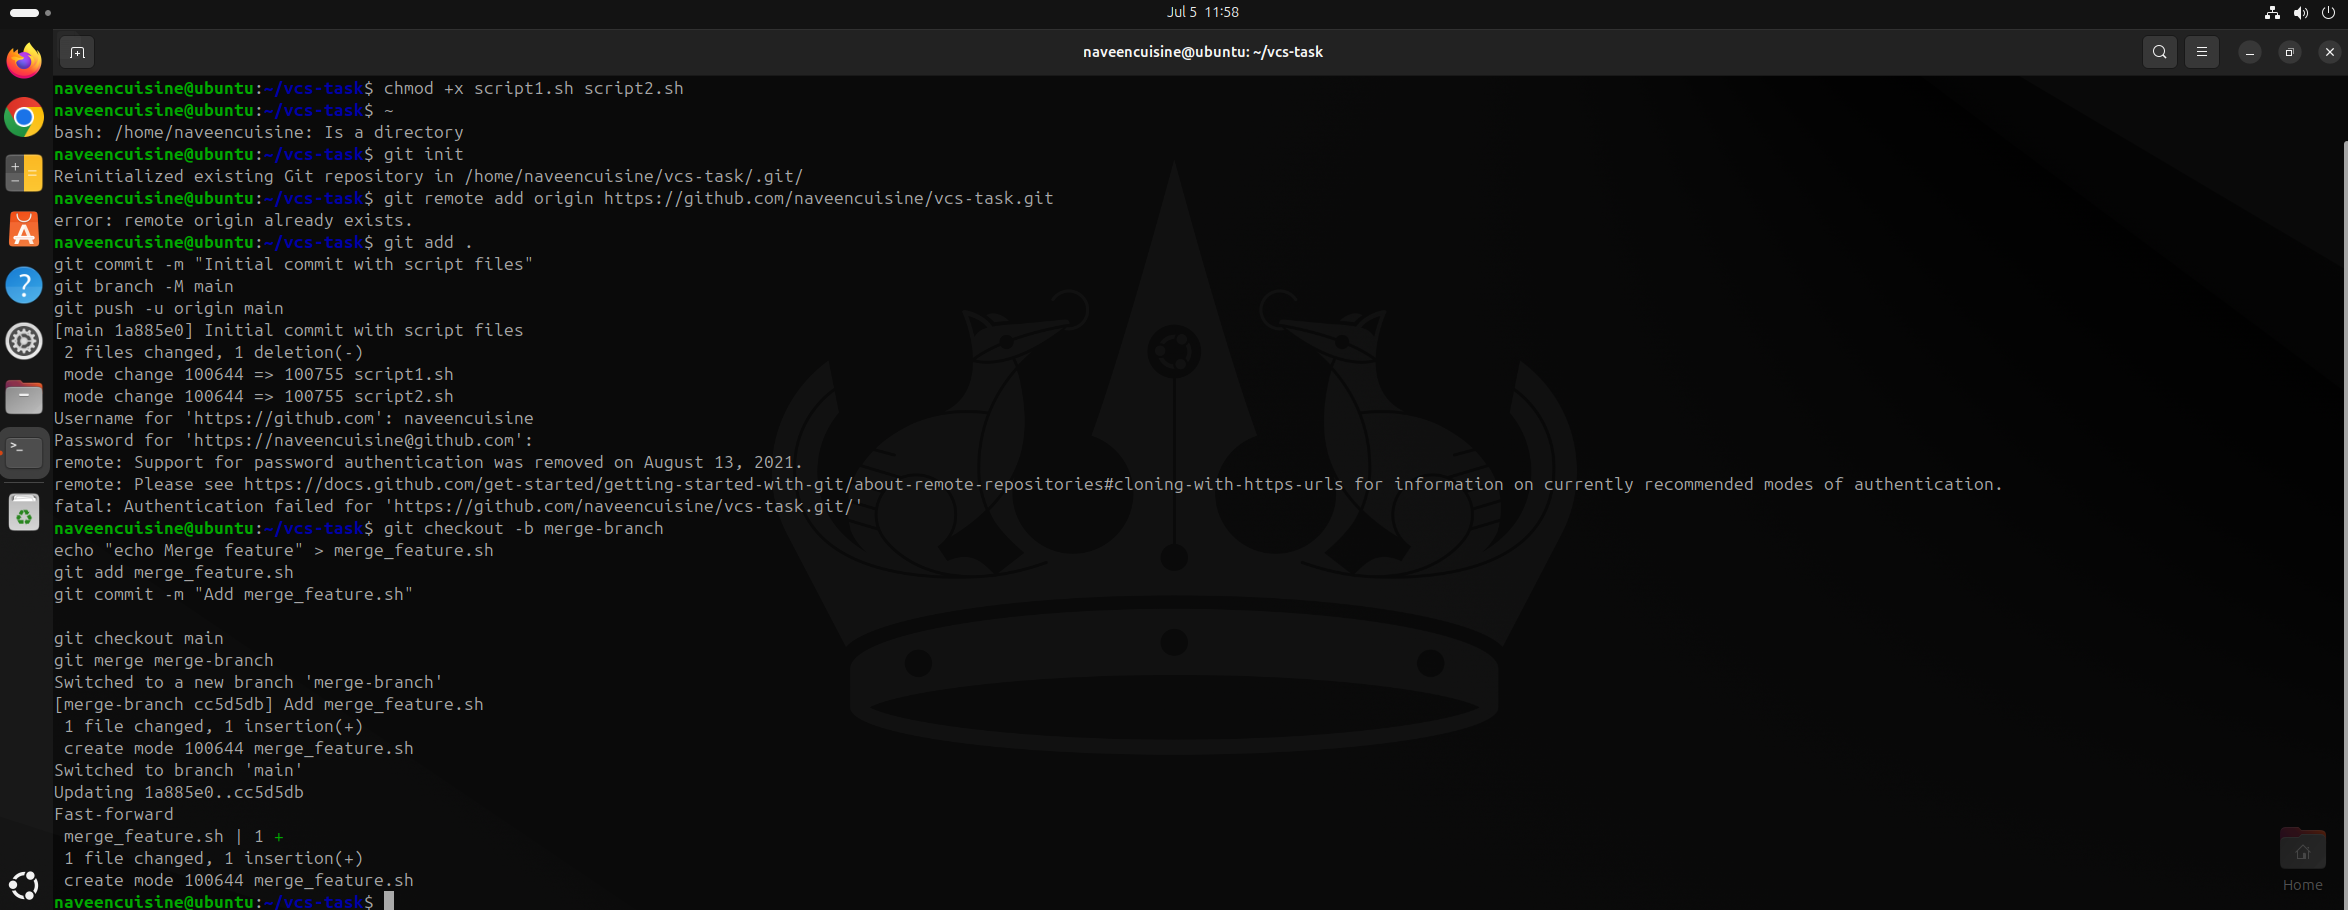 Jul 5 11:58
naveencuisine@ubuntu: ~/vcs-task
naveencuisine@ubuntu:~/vcs-task$ chmod +x script1.sh script2.sh
naveencuisine@ubuntu:~/vcs-task$ ~
bash: /home/naveencuisine: Is a directory
naveencuisine@ubuntu:~/vcs-task$ git init
Reinitialized existing Git repository in /home/naveencuisine/vcs-task/.git/
naveencuisine@ubuntu:~/vcs-task$ git remote add origin https://github.com/naveencuisine/vcs-task.git
error: remote origin already exists.
naveencuisine@ubuntu:~/vcs-task$ git add .
git commit -m "Initial commit with script files"
git branch -M main
git push -u origin main
[main 1a885e0] Initial commit with script files
 2 files changed, 1 deletion(-)
 mode change 100644 => 100755 script1.sh
 mode change 100644 => 100755 script2.sh
Username for 'https://github.com': naveencuisine
Password for 'https://naveencuisine@github.com':
remote: Support for password authentication was removed on August 13, 2021.
remote: Please see https://docs.github.com/get-started/getting-started-with-git/about-remote-repositories#cloning-with-https-urls for information on currently recommended modes of authentication.
fatal: Authentication failed for 'https://github.com/naveencuisine/vcs-task.git/'
naveencuisine@ubuntu:~/vcs-task$ git checkout -b merge-branch
echo "echo Merge feature" > merge_feature.sh
git add merge_feature.sh
git commit -m "Add merge_feature.sh"

git checkout main
git merge merge-branch
Switched to a new branch 'merge-branch'
[merge-branch cc5d5db] Add merge_feature.sh
 1 file changed, 1 insertion(+)
 create mode 100644 merge_feature.sh
Switched to branch 'main'
Updating 1a885e0..cc5d5db
Fast-forward
 merge_feature.sh | 1 +
 1 file changed, 1 insertion(+)
 create mode 100644 merge_feature.sh
naveencuisine@ubuntu:~/vcs-task$
Home